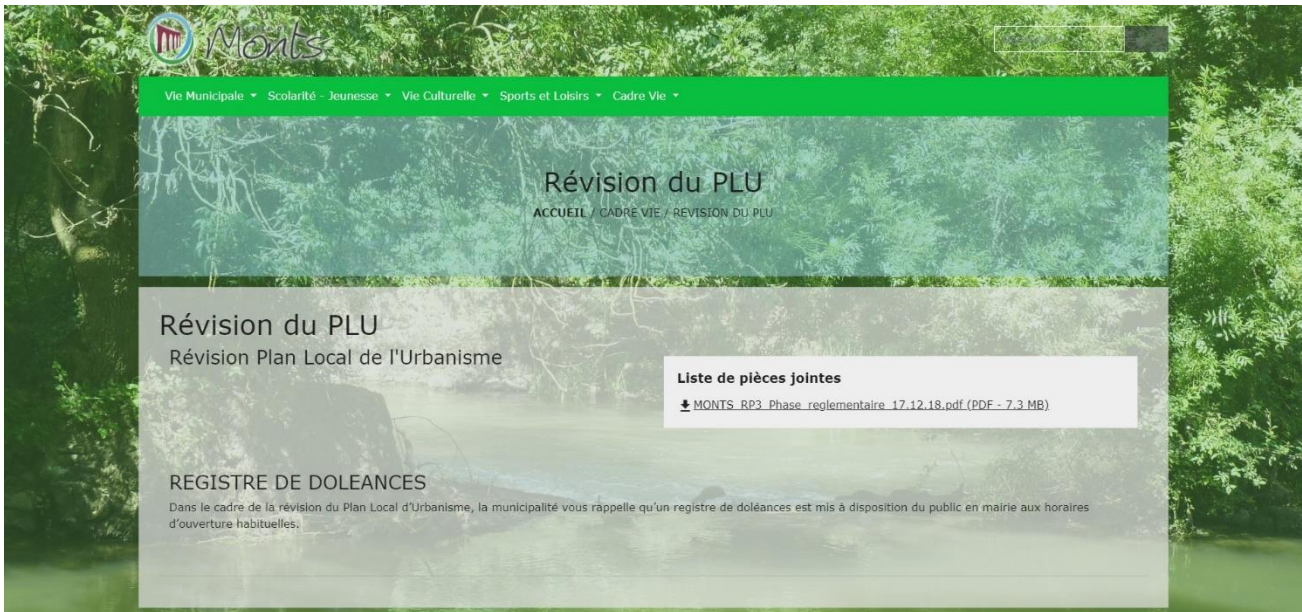 Monts
Vie Municipale Scolarité - Jeunesse Vie Culturelle Sports et Loisirs Cadre Vie
Révision du PLU
ACCUEIL / CADRE VIE / REVISION DU PLU
Révision du PLU
Révision Plan Local de l'Urbanisme
Liste de pièces jointes
MONTS_RP3_Phase_reglementaire_17.12.18.pdf (PDF - 7.3 MB)
REGISTRE DE DOLEANCES
Dans le cadre de la révision du Plan Local d'Urbanisme, la municipalité vous rappelle qu'un registre de doléances est mis à disposition du public en mairie aux horaires
d'ouverture habituelles.